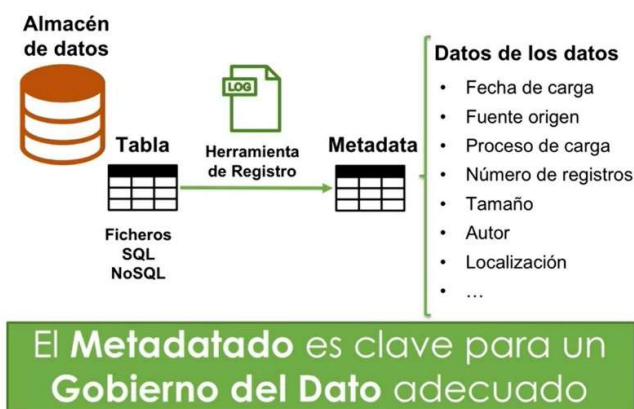 Almacén
de datos
LOG
Tabla
Herramienta
de Registro
Metadata
Ficheros
SQL
NoSQL
Datos de los datos
• Fecha de carga
• Fuente origen
• Proceso de carga
• Número de registros
• Tamaño
• Autor
• Localización
• ...
El Metadatado es clave para un
Gobierno del Dato adecuado